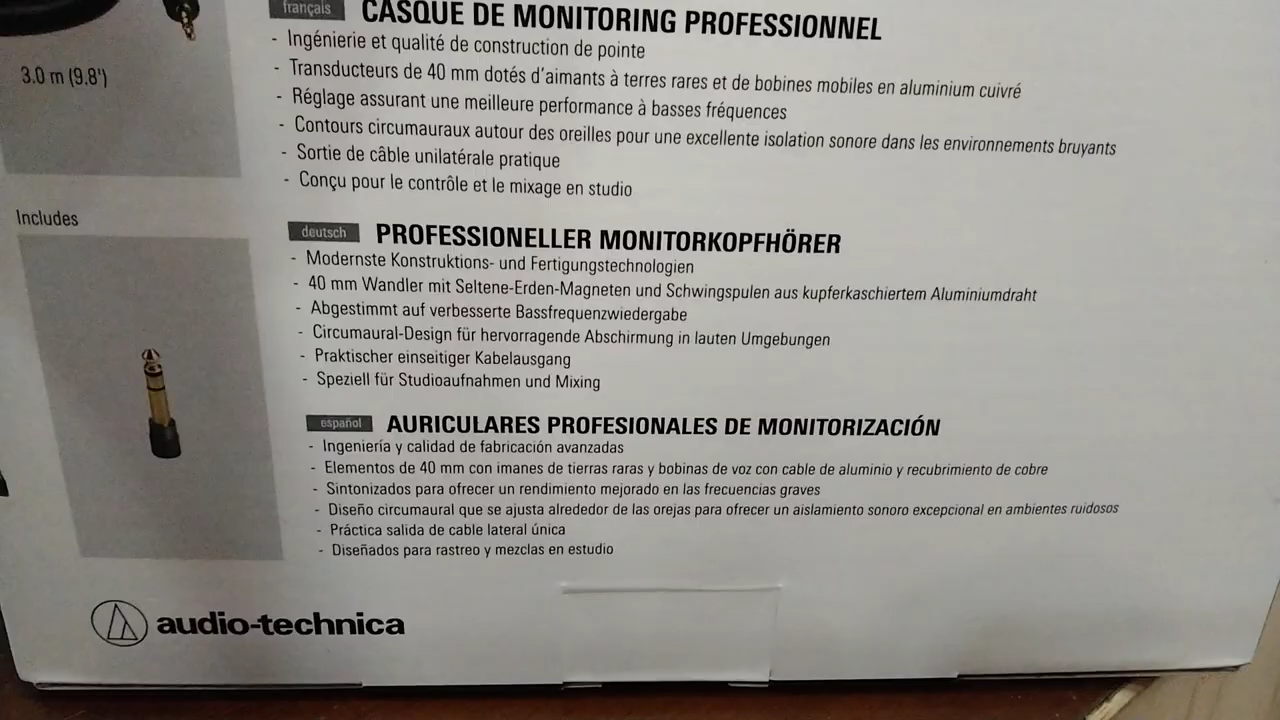 3.0 m (9.8')
français CASQUE DE MONITORING PROFESSIONNEL
- Ingénierie et qualité de construction de pointe
- Transducteurs de 40 mm dotés d'aimants à terres rares et de bobines mobiles en aluminium cuivré
- Réglage assurant une meilleure performance à basses fréquences
- Contours circumauraux autour des oreilles pour une excellente isolation sonore dans les environnements bruyants
- Sortie de câble unilatérale pratique
- Conçu pour le contrôle et le mixage en studio
Includes
deutsch PROFESSIONELLER MONITORKOPFHÖRER
- Modernste Konstruktions- und Fertigungstechnologien
- 40 mm Wandler mit Seltene-Erden-Magneten und Schwingspulen aus kupferkaschiertem Aluminiumdraht
- Abgestimmt auf verbesserte Bassfrequenzwiedergabe
- Circumaural-Design für hervorragende Abschirmung in lauten Umgebungen
- Praktischer einseitiger Kabelausgang
- Speziell für Studioaufnahmen und Mixing
español AURICULARES PROFESIONALES DE MONITORIZACIÓN
- Ingeniería y calidad de fabricación avanzadas
- Elementos de 40 mm con imanes de tierras raras y bobinas de voz con cable de aluminio y recubrimiento de cobre
- Sintonizados para ofrecer un rendimiento mejorado en las frecuencias graves
- Diseño circumaural que se ajusta alrededor de las orejas para ofrecer un aislamiento sonoro excepcional en ambientes ruidosos
- Práctica salida de cable lateral única
- Diseñados para rastreo y mezclas en estudio
audio-technica